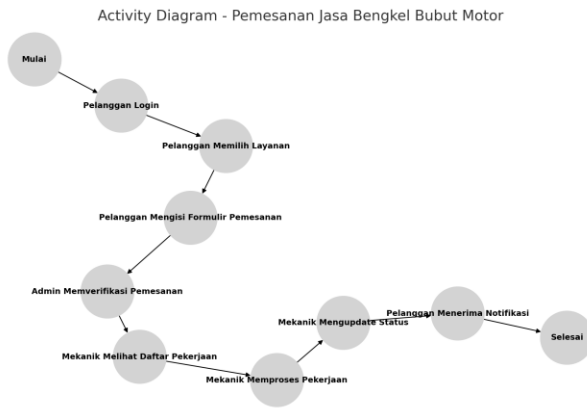 Activity Diagram - Pemesanan Jasa Bengkel Bubut Motor
Mulai
Pelanggan Login
Pelanggan Memilih Layanan
Pelanggan Mengisi Formulir Pemesanan
Admin Memverifikasi Pemesanan
Mekanik Melihat Daftar Pekerjaan
Mekanik Memproses Pekerjaan
Mekanik Mengupdate Status
Pelanggan Menerima Notifikasi
Selesai